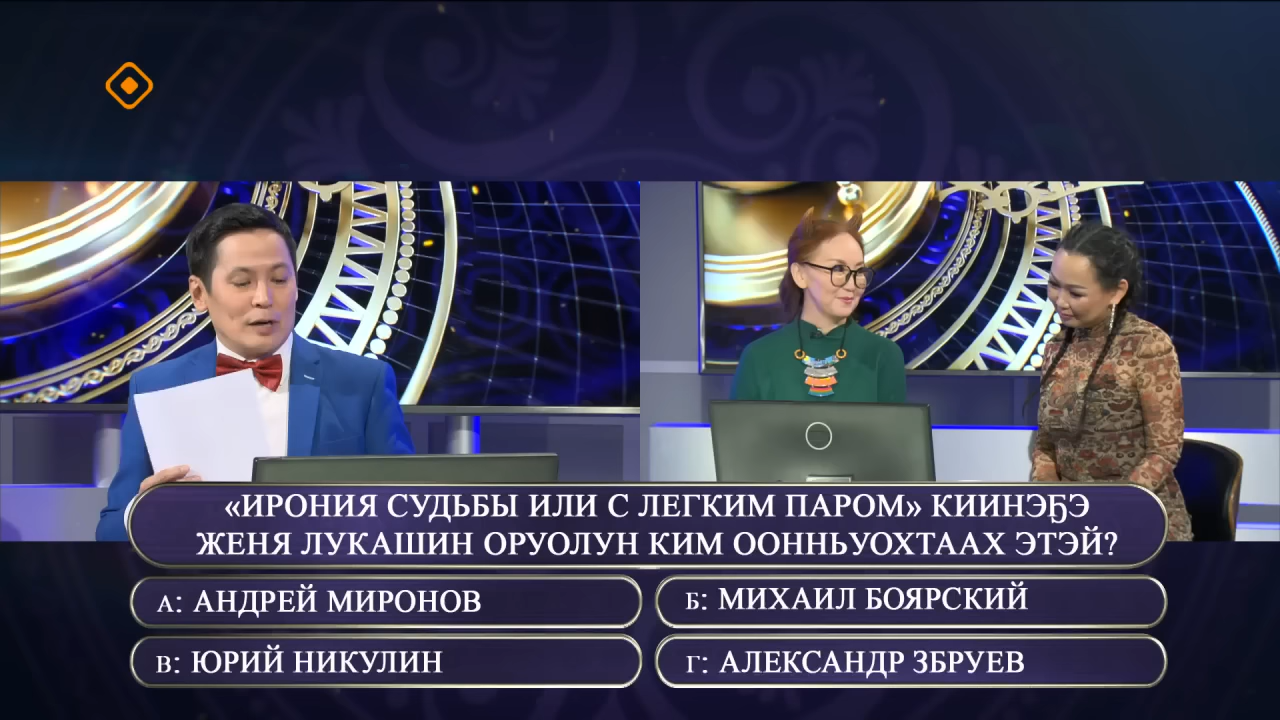 «ИРОНИЯ СУДЬБЫ ИЛИ С ЛЕГКИМ ПАРОМ» КИИНЭҔЭ
ЖЕНЯ ЛУКАШИН ОРУОЛУН КИМ ООННЬУОХТААХ ЭТЭЙ?
А: АНДРЕЙ МИРОНОВ
Б: МИХАИЛ БОЯРСКИЙ
В: ЮРИЙ НИКУЛИН
Г: АЛЕКСАНДР ЗБРУЕВ